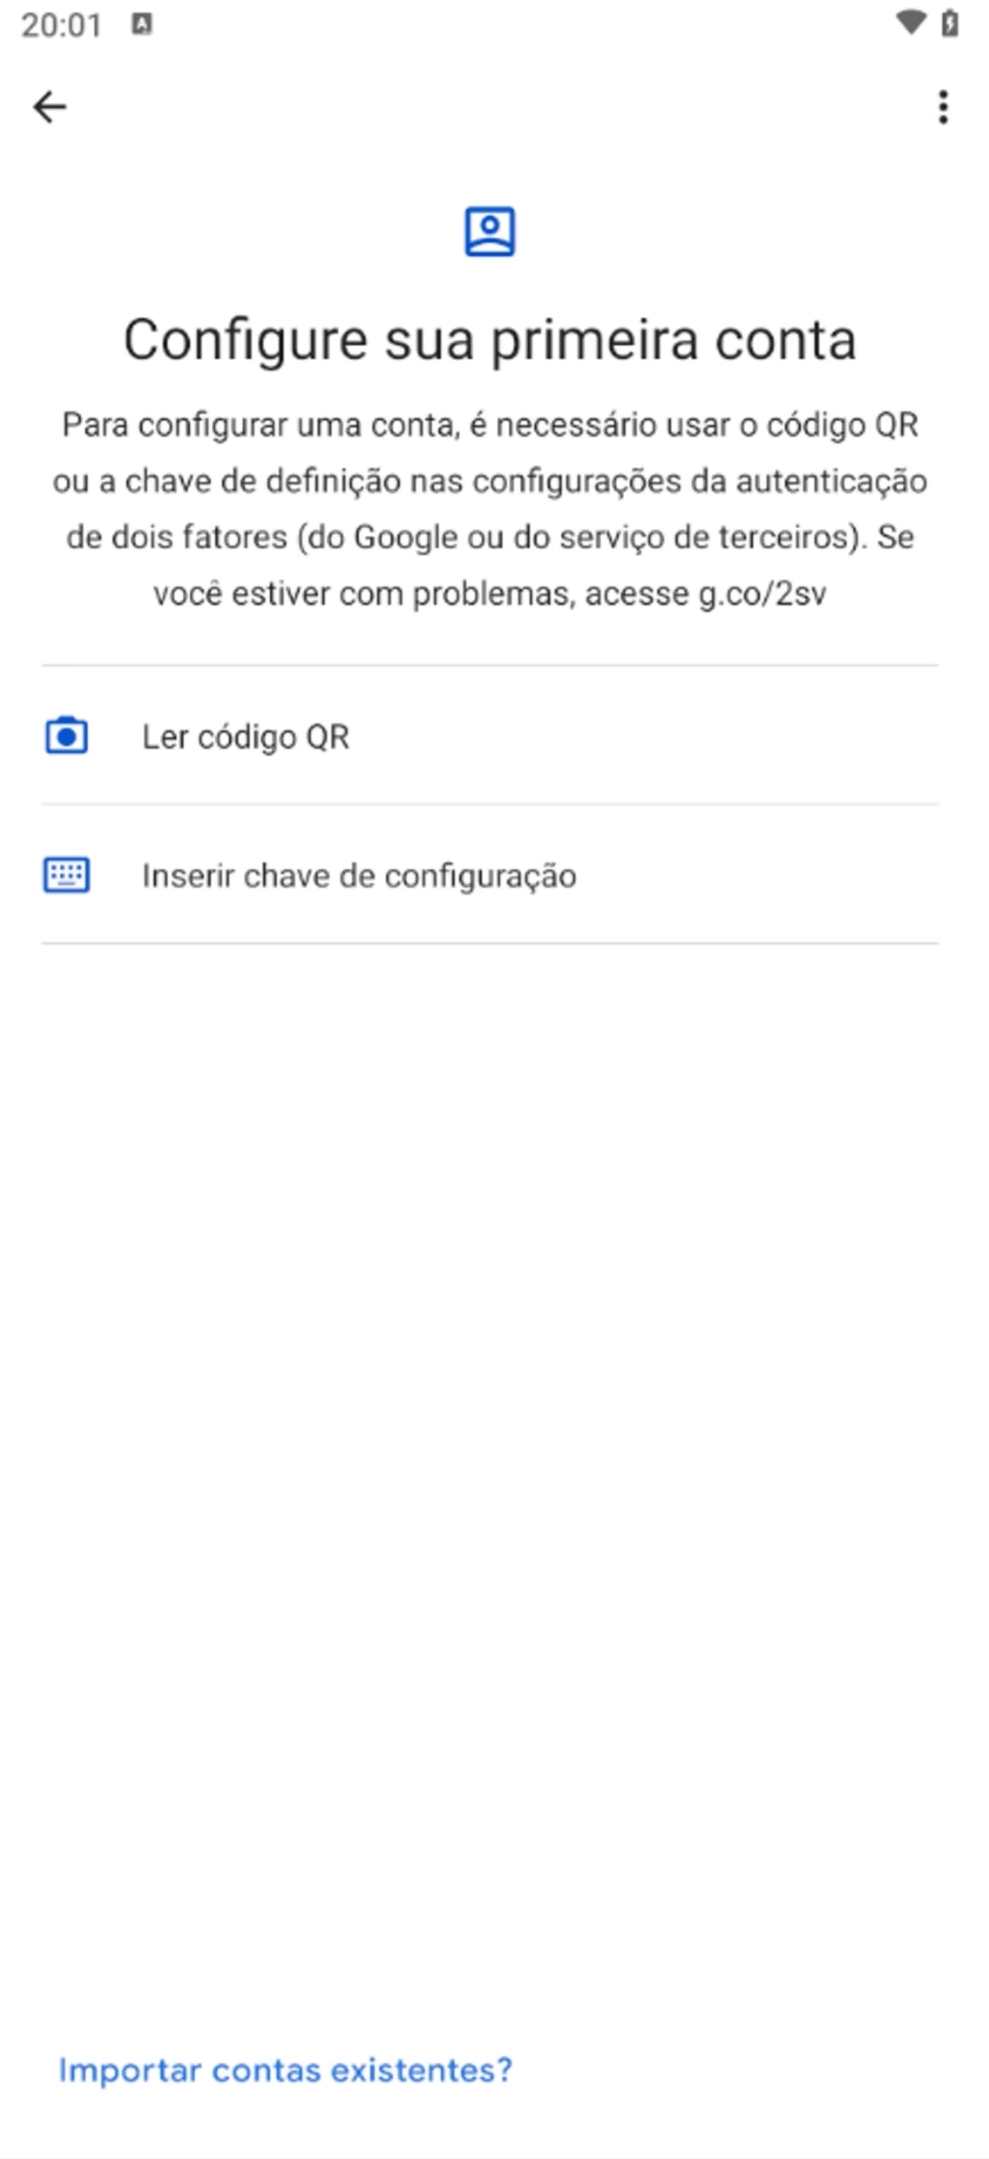 20:01
Configure sua primeira conta
Para configurar uma conta, é necessário usar o código QR
ou a chave de definição nas configurações da autenticação
de dois fatores (do Google ou do serviço de terceiros). Se
você estiver com problemas, acesse g.co/2sv
Ler código QR
Inserir chave de configuração
Importar contas existentes?